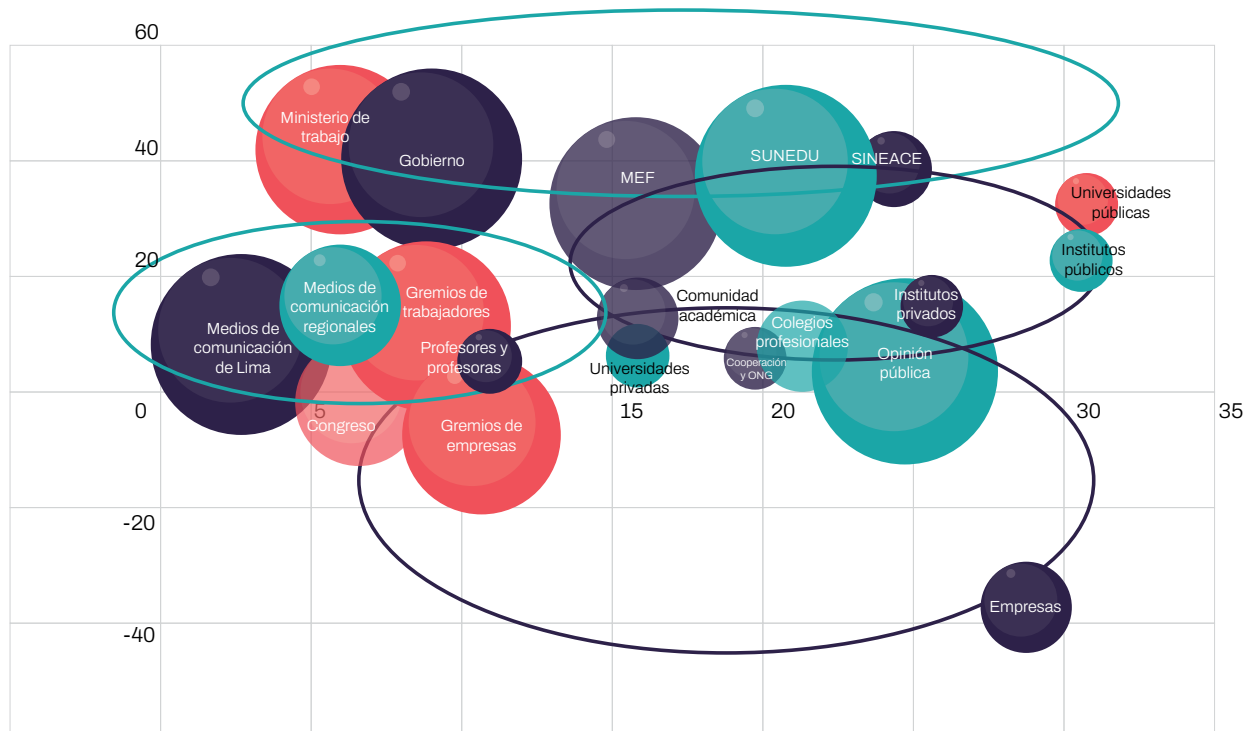 60
Ministerio de
trabajo
Gobierno
40
MEF
SUNEDU
SINEACE
Universidades
públicas
Institutos
públicos
20
Medios de
comunicación
regionales
Gremios de
trabajadores
Comunidad
académica
Institutos
privados
Colegios
profesionales
Medios de
comunicación
de Lima
Profesores y
profesoras
Universidades
privadas
Cooperación
y ONG
Opinión
pública
0
5
15
20
30
35
Congreso
Gremios de
empresas
-20
Empresas
-40